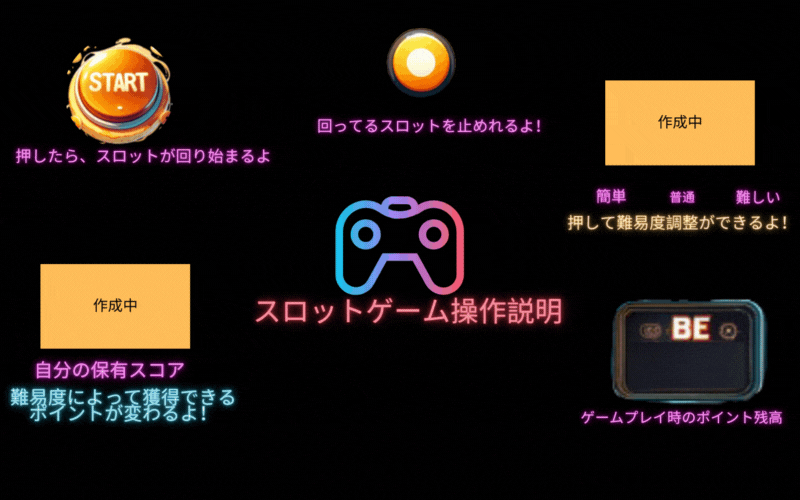 START
押したら、スロットが回り始まるよ
回ってるスロットを止めれるよ!
作成中
簡単 普通 難しい
押して難易度調整ができるよ!
スロットゲーム操作説明
作成中
自分の保有スコア
難易度によって獲得できる
ポイントが変わるよ!
BE
ゲームプレイ時のポイント残高